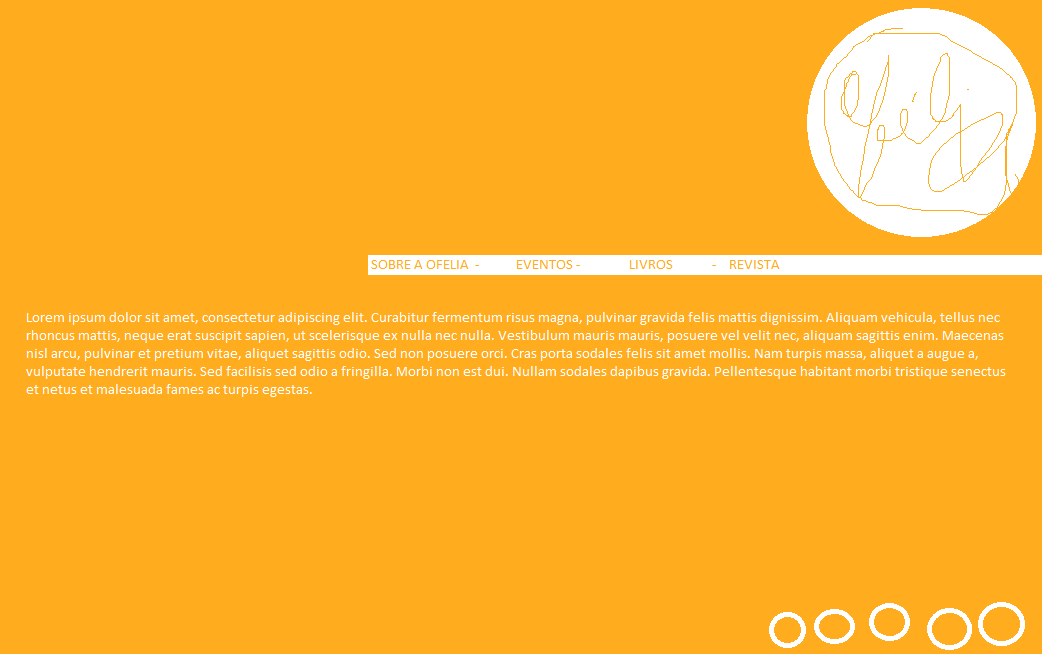 ofélia
SOBRE A OFELIA - EVENTOS - LIVROS - REVISTA
Lorem ipsum dolor sit amet, consectetur adipiscing elit. Curabitur fermentum risus magna, pulvinar gravida felis mattis dignissim. Aliquam vehicula, tellus nec
rhoncus mattis, neque erat suscipit sapien, ut scelerisque ex nulla nec nulla. Vestibulum mauris mauris, posuere vel velit nec, aliquam sagittis enim. Maecenas
nisl arcu, pulvinar et pretium vitae, aliquet sagittis odio. Sed non posuere orci. Cras porta sodales felis sit amet mollis. Nam turpis massa, aliquet a augue a,
vulputate hendrerit mauris. Sed facilisis sed odio a fringilla. Morbi non est dui. Nullam sodales dapibus gravida. Pellentesque habitant morbi tristique senectus
et netus et malesuada fames ac turpis egestas.